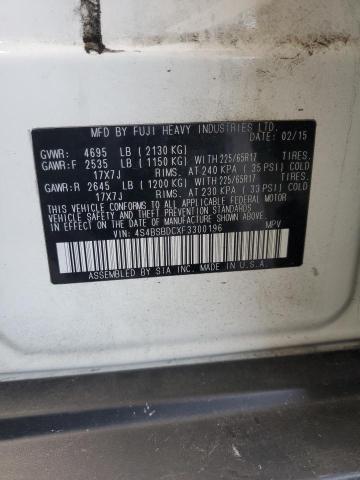 MFD BY FUJI HEAVY INDUSTRIES LTD.
DATE: 02/15
GVWR: 4695 LB (2130 KG)
GAWR:F 2535 LB (1150 KG) WITH 225/65R17 TIRES.
17X7J RIMS. AT 240 KPA (35 PSI) COLD
GAWR:R 2645 LB (1200 KG) WITH 225/65R17 TIRES.
17X7J RIMS. AT 230 KPA (33 PSI) COLD
THIS VEHICLE CONFORMS TO ALL APPLICABLE FEDERAL MOTOR
VEHICLE SAFETY, BUMPER, AND THEFT PREVENTION STANDARDS
IN EFFECT ON THE DATE OF MANUFACTURE SHOWN ABOVE.
VIN: 4S4BSBDCXF3300196 MPV
ASSEMBLED BY SIA INC. MADE IN U.S.A.